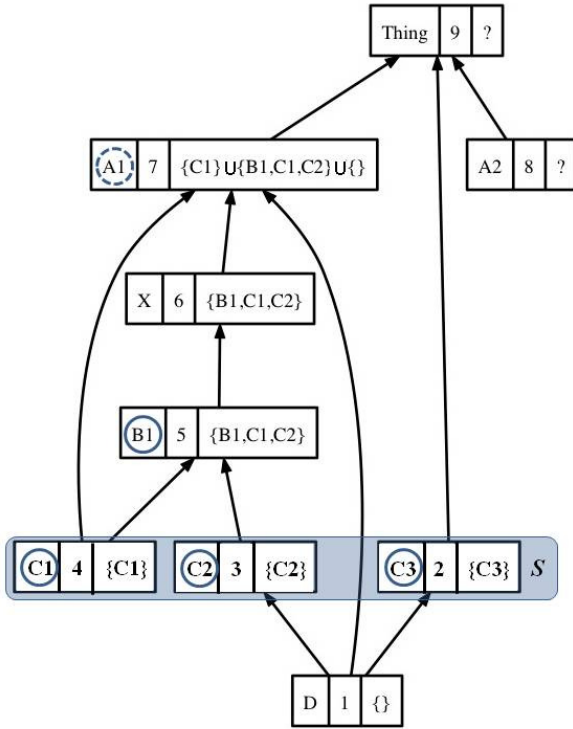 Thing 9 ?
A1 7 {C1}∪{B1,C1,C2}∪{}
A2 8 ?
X 6 {B1,C1,C2}
B1 5 {B1,C1,C2}
C1 4 {C1}
C2 3 {C2}
C3 2 {C3}
S
D 1 {}